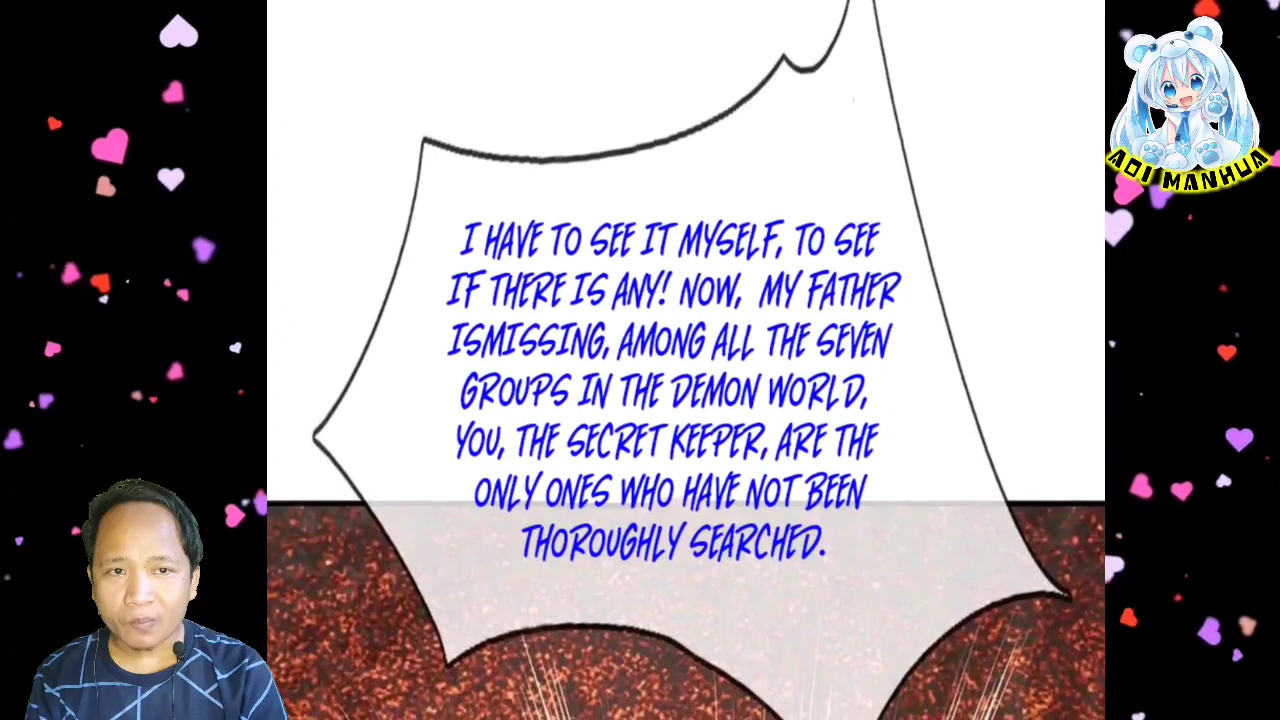 I HAVE TO SEE IT MYSELF, TO SEE
IF THERE IS ANY! NOW, MY FATHER
ISMISSING, AMONG ALL THE SEVEN
GROUPS IN THE DEMON WORLD,
YOU, THE SECRET KEEPER, ARE THE
ONLY ONES WHO HAVE NOT BEEN
THOROUGHLY SEARCHED.
AOI MANHUA